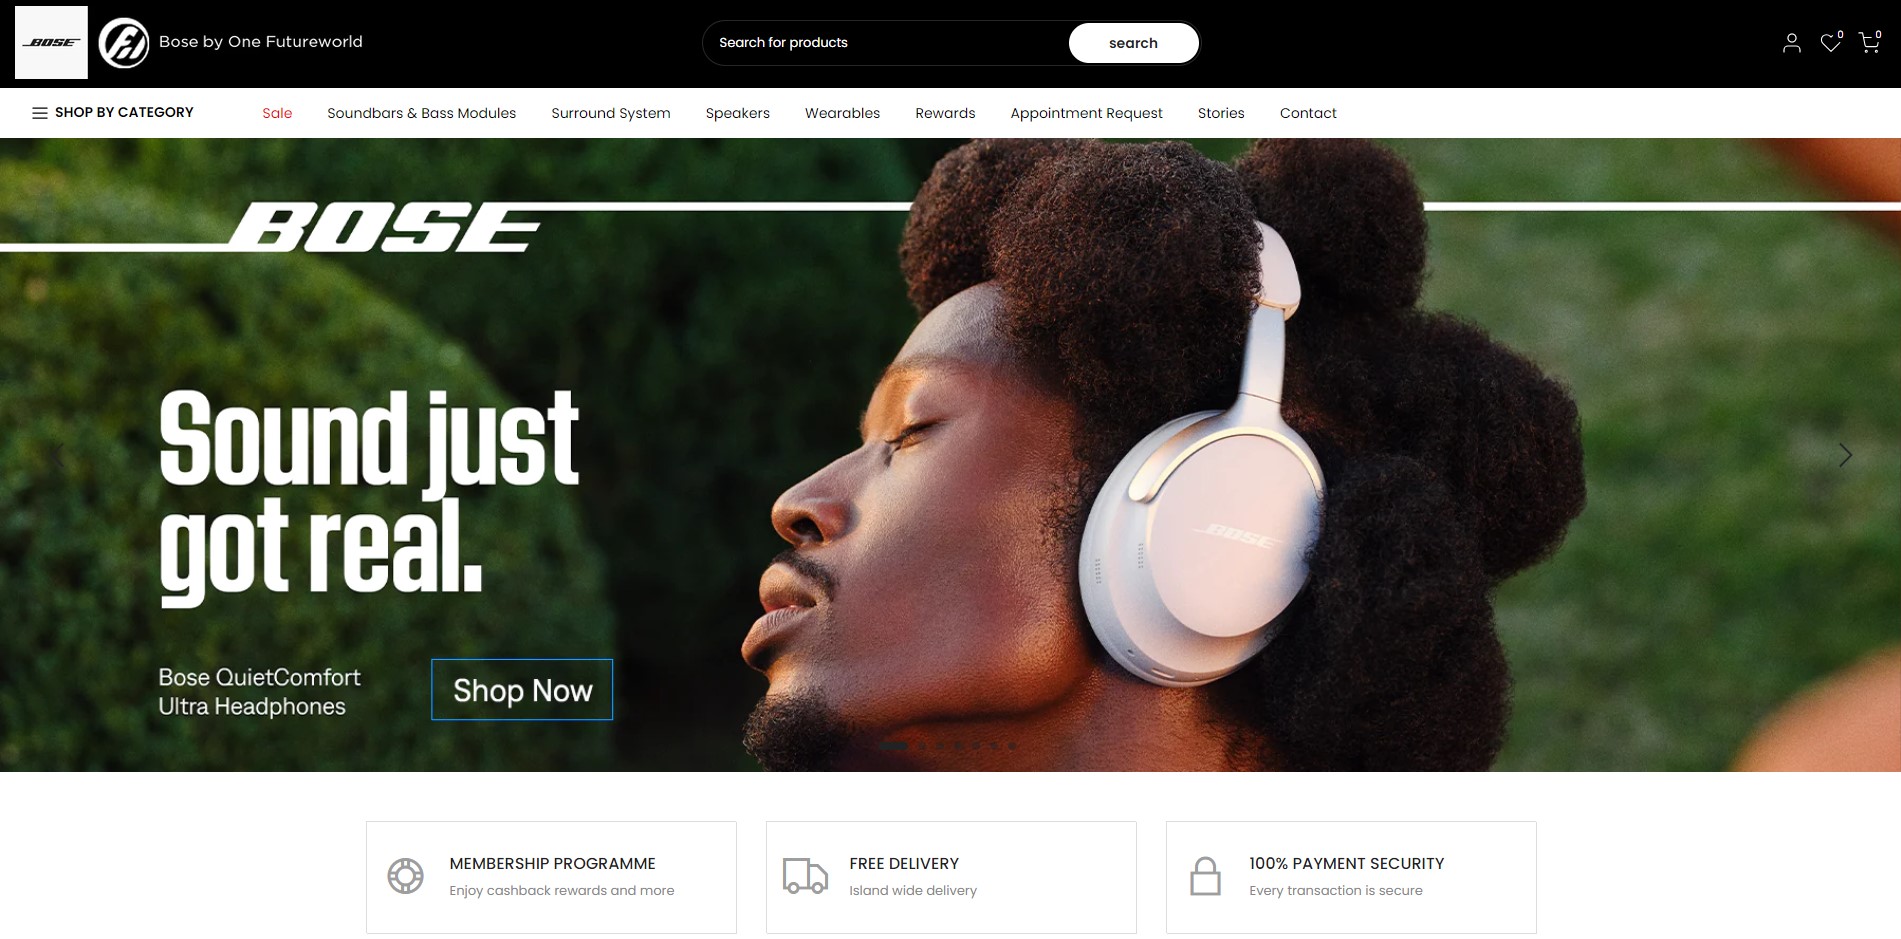 BOSE
Bose by One Futureworld
Search for products
search
0
0
SHOP BY CATEGORY
Sale
Soundbars & Bass Modules
Surround System
Speakers
Wearables
Rewards
Appointment Request
Stories
Contact
BOSE
Sound just
got real.
BOSE
Bose QuietComfort
Ultra Headphones
Shop Now
MEMBERSHIP PROGRAMME
Enjoy cashback rewards and more
FREE DELIVERY
Island wide delivery
100% PAYMENT SECURITY
Every transaction is secure